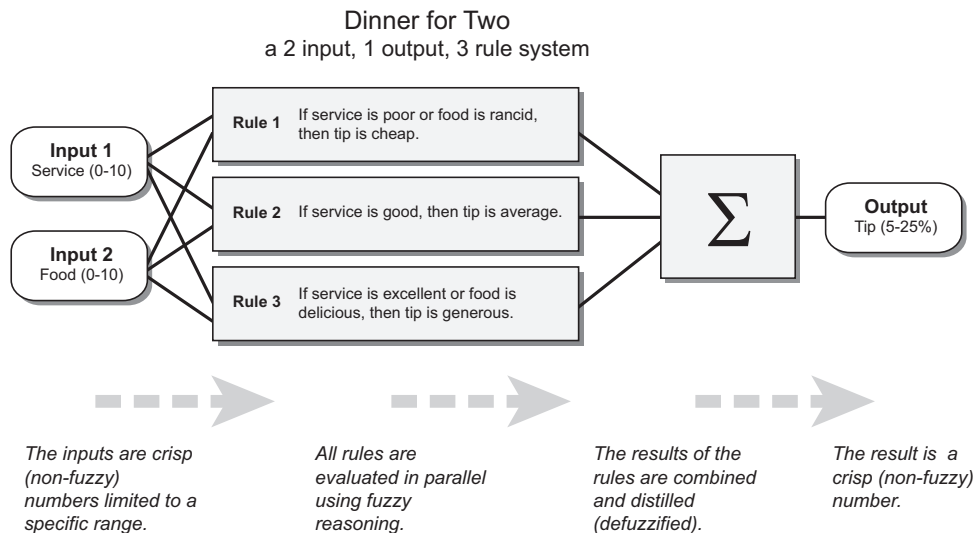 Dinner for Two
a 2 input, 1 output, 3 rule system
Input 1
Service (0-10)
Input 2
Food (0-10)
Rule 1
If service is poor or food is rancid,
then tip is cheap.
Rule 2
If service is good, then tip is average.
Rule 3
If service is excellent or food is
delicious, then tip is generous.
Σ
Output
Tip (5-25%)
The inputs are crisp
(non-fuzzy)
numbers limited to a
specific range.
All rules are
evaluated in parallel
using fuzzy
reasoning.
The results of the
rules are combined
and distilled
(defuzzified).
The result is a
crisp (non-fuzzy)
number.